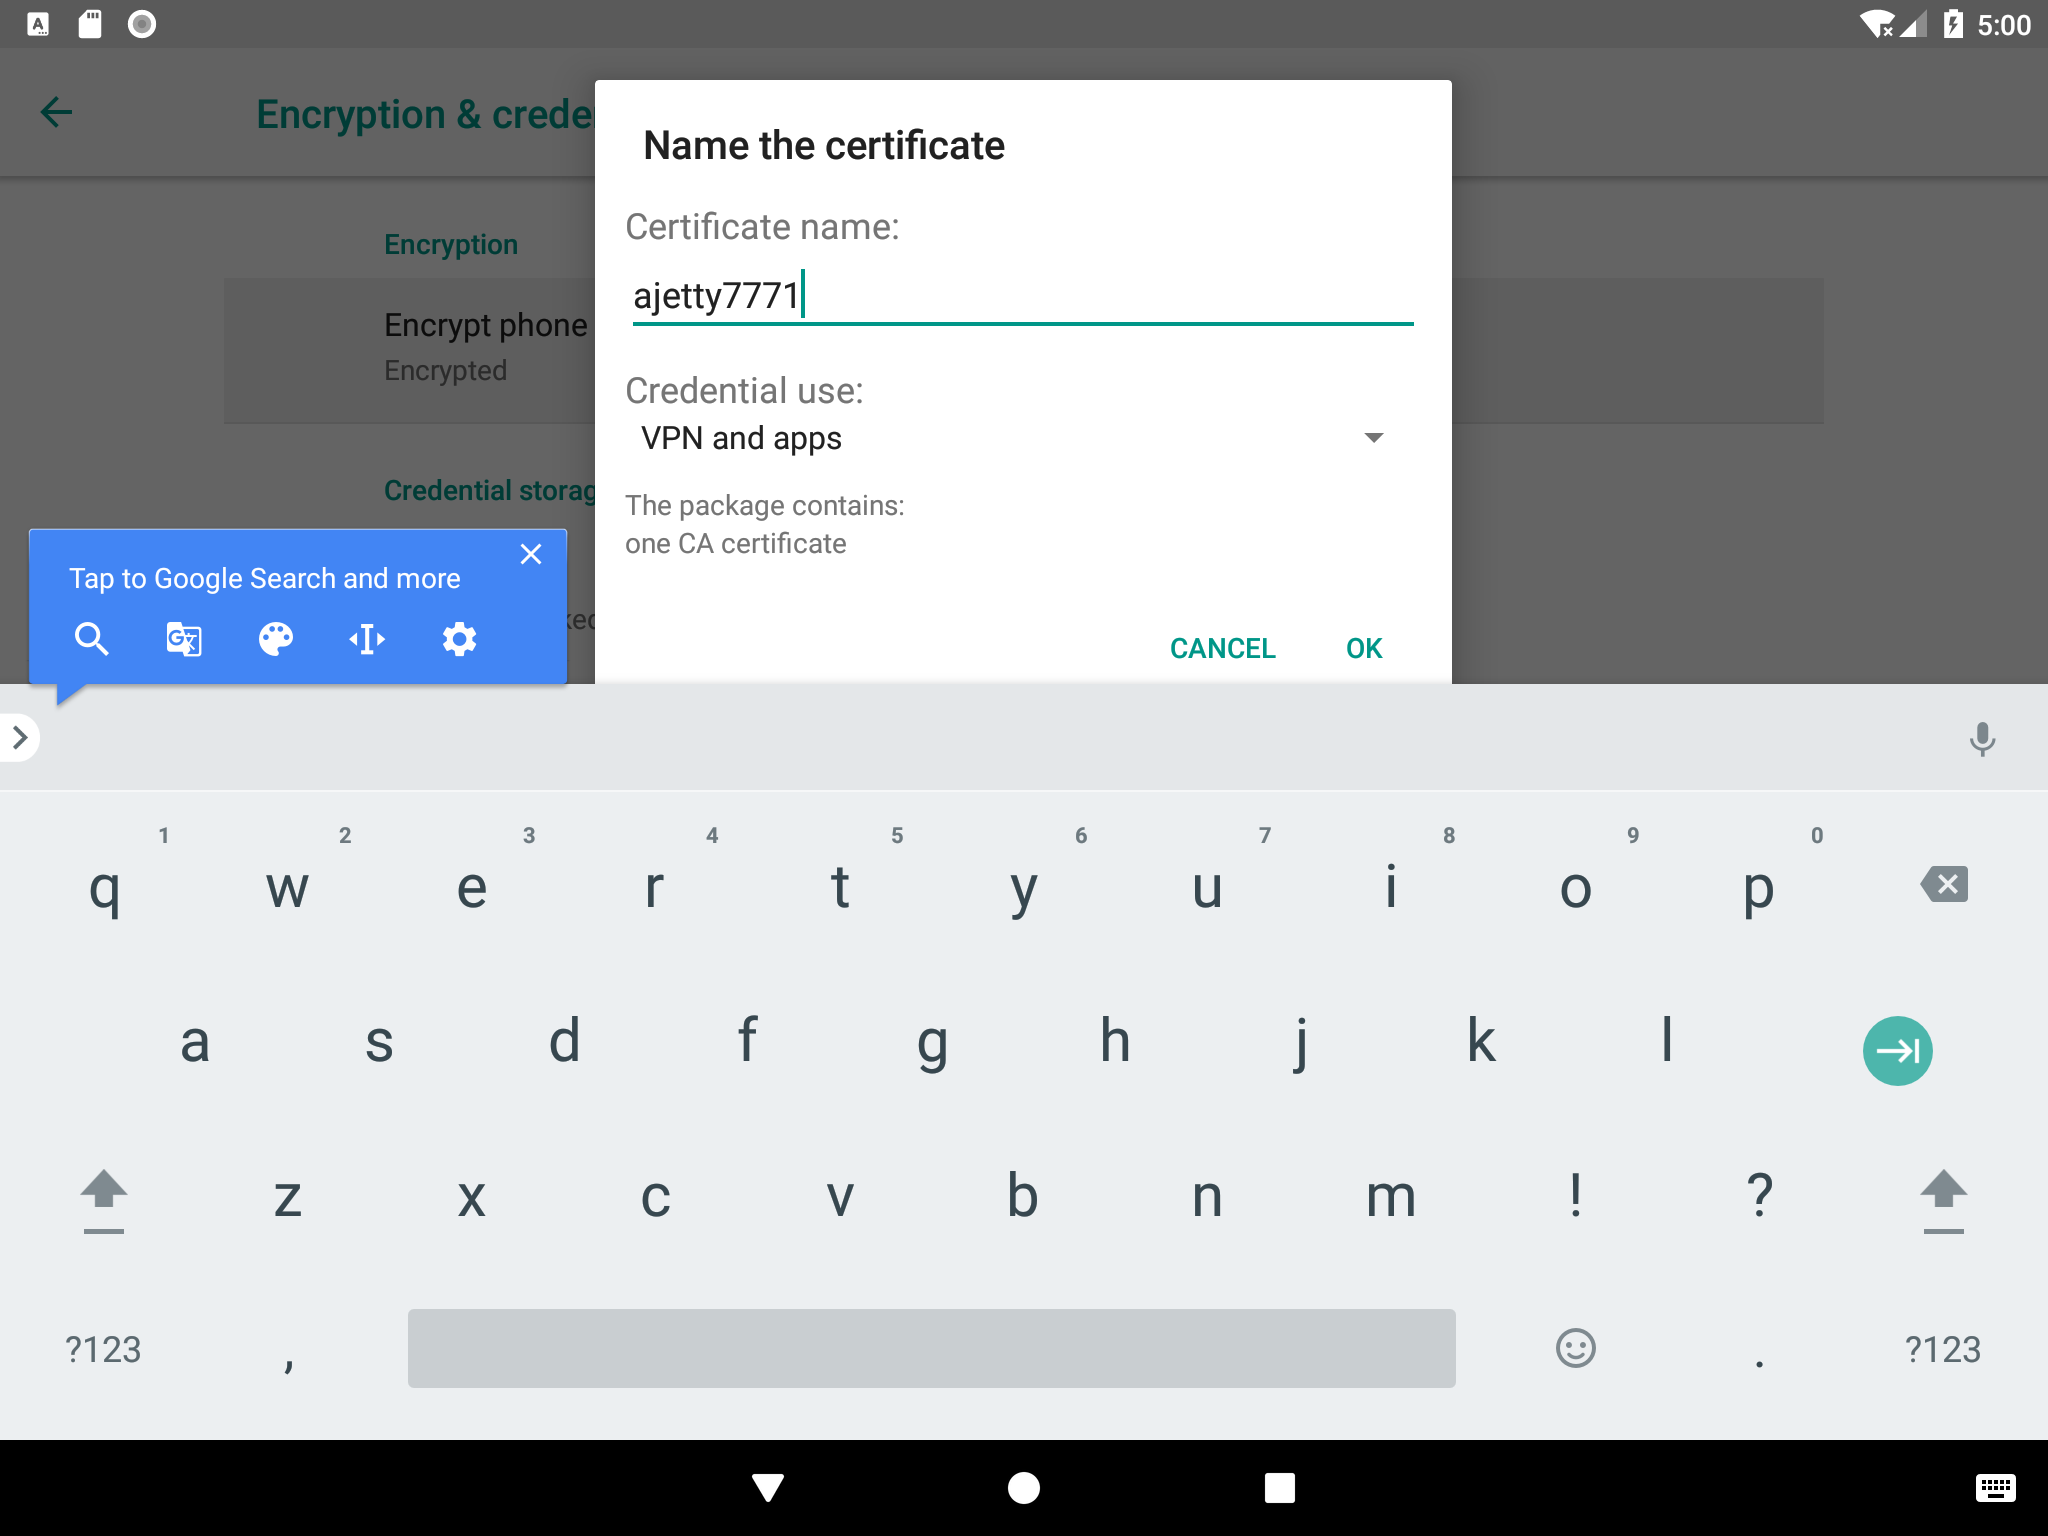 5:00
Encryption & crede
Name the certificate
Certificate name:
ajetty7771
Encryption
Encrypt phone
Encrypted
Credential use:
VPN and apps
Credential storag
The package contains:
one CA certificate
Tap to Google Search and more
CANCEL OK
1 2 3 4 5 6 7 8 9 0
q w e r t y u i o p
a s d f g h j k l
z x c v b n m ! ?
?123 , . ?123